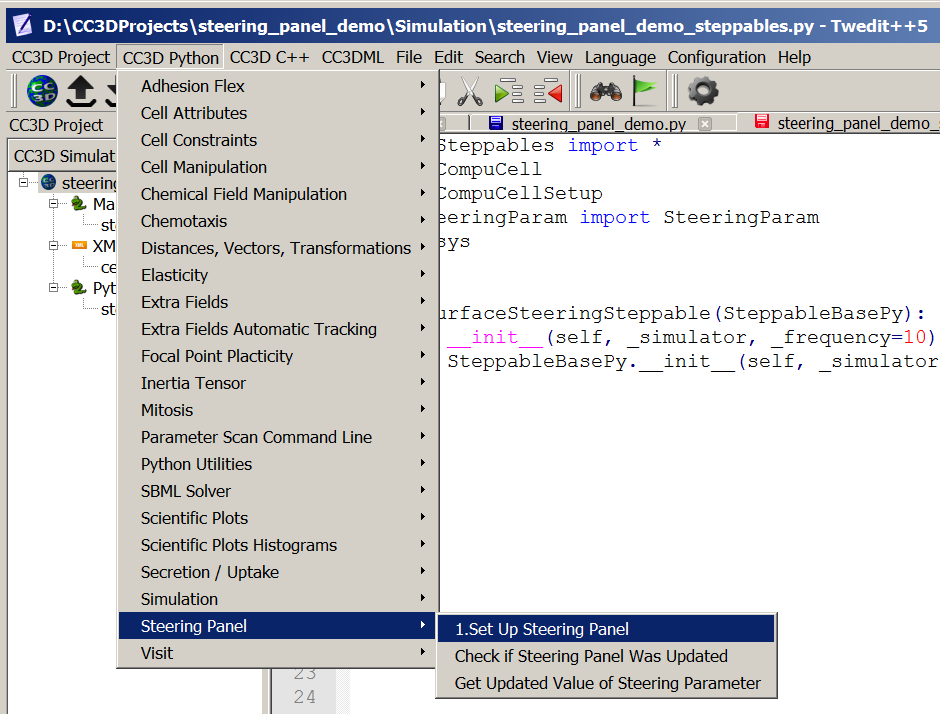 D:\CC3DProjects\steering_panel_demo\Simulation\steering_panel_demo_steppables.py - Twedit++5
CC3D Project CC3D Python CC3D C++ CC3DML File Edit Search View Language Configuration Help
CC3D
CC3D Project
steering_panel_demo.py
steering_panel_demo_s
CC3D Simulat
steering
Ma
st
XML
XM
ce
Pyt
st
Adhesion Flex
Cell Attributes
Cell Constraints
Cell Manipulation
Chemical Field Manipulation
Chemotaxis
Distances, Vectors, Transformations
Elasticity
Extra Fields
Extra Fields Automatic Tracking
Focal Point Placticity
Inertia Tensor
Mitosis
Parameter Scan Command Line
Python Utilities
SBML Solver
Scientific Plots
Scientific Plots Histograms
Secretion / Uptake
Simulation
Steering Panel
Visit
1.Set Up Steering Panel
Check if Steering Panel Was Updated
Get Updated Value of Steering Parameter
Steppables import *
CompuCell
CompuCellSetup
eeringParam import SteeringParam
sys
urfaceSteeringSteppable(SteppableBasePy):
__init__(self, _simulator, _frequency=10)
SteppableBasePy.__init__(self, _simulator
23
24